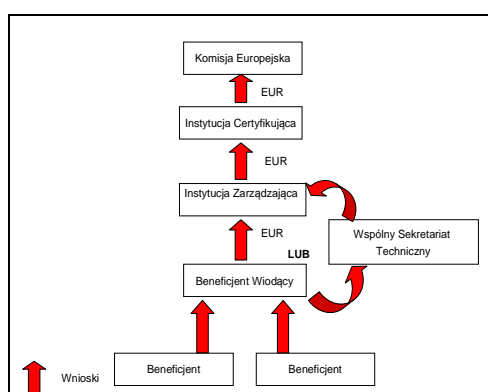 Komisja Europejska
EUR
Instytucja Certyfikująca
EUR
Instytucja Zarządzająca
EUR
LUB
Wspólny Sekretariat
Techniczny
Beneficjent Wiodący
Beneficjent
Beneficjent
Wnioski